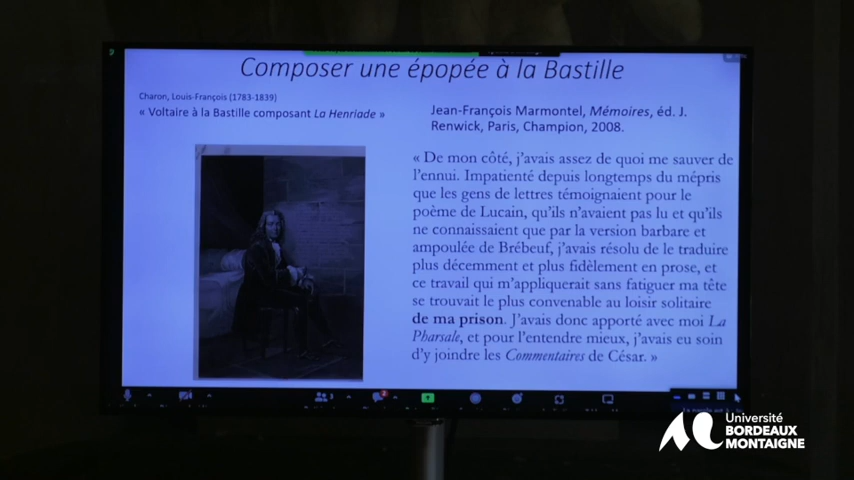 Composer une épopée à la Bastille
Charon, Louis-François (1783-1839)
« Voltaire à la Bastille composant La Henriade »
Jean-François Marmontel, Mémoires, éd. J.
Renwick, Paris, Champion, 2008.
« De mon côté, j'avais assez de quoi me sauver de
l'ennui. Impatienté depuis longtemps du mépris
que les gens de lettres témoignaient pour le
poème de Lucain, qu'ils n'avaient pas lu et qu'ils
ne connaissaient que par la version barbare et
ampoulée de Brébeuf, j'avais résolu de le traduire
plus décemment et plus fidèlement en prose, et
ce travail qui m'appliquerait sans fatiguer ma tête
se trouvait le plus convenable au loisir solitaire
de ma prison. J'avais donc apporté avec moi La
Pharsale, et pour l'entendre mieux, j'avais eu soin
d'y joindre les Commentaires de César. »
Université
BORDEAUX
MONTAIGNE